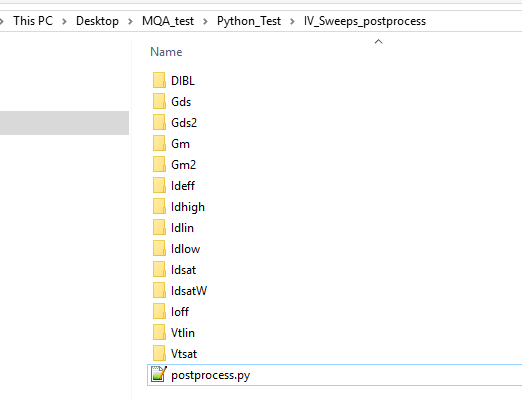 This PC > Desktop > MQA_test > Python_Test > IV_Sweeps_postprocess
Name
DIBL
Gds
Gds2
Gm
Gm2
Ideff
Idhigh
Idlin
Idlow
Idsat
IdsatW
Ioff
Vtlin
Vtsat
postprocess.py